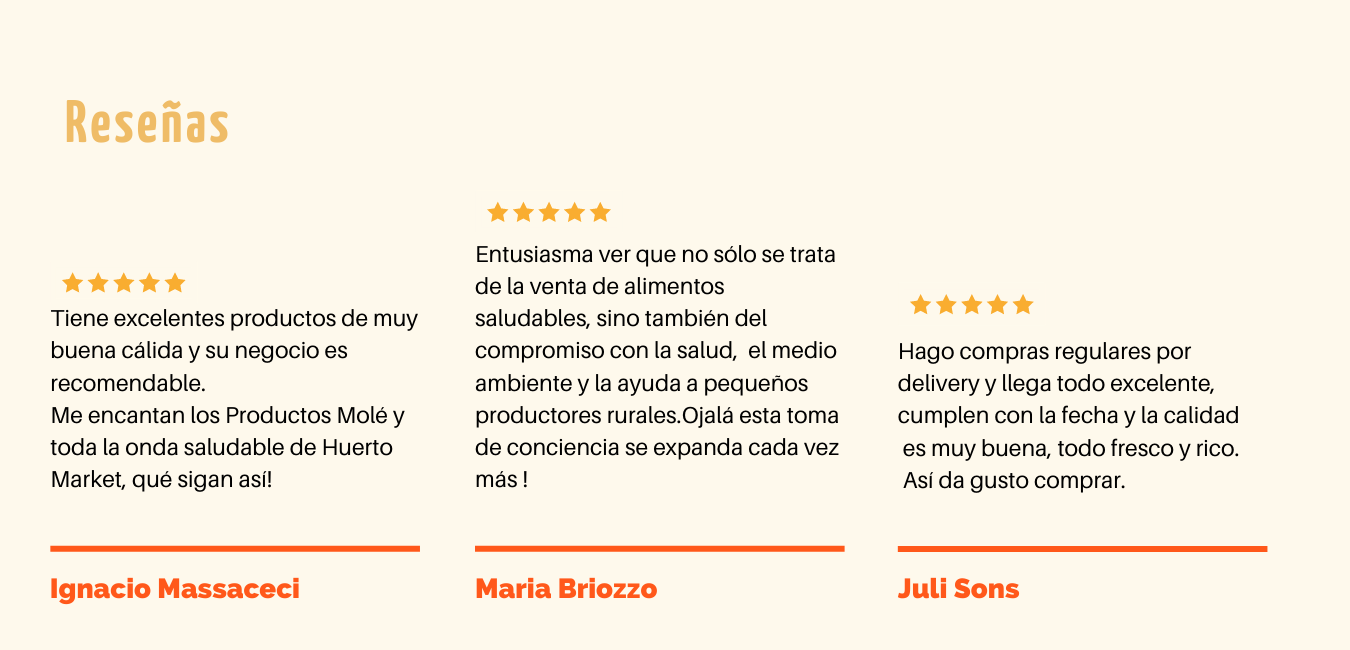 Reseñas
Tiene excelentes productos de muy
buena cálida y su negocio es
recomendable.
Me encantan los Productos Molé y
toda la onda saludable de Huerto
Market, qué sigan así!
Ignacio Massaceci
Entusiasma ver que no sólo se trata
de la venta de alimentos
saludables, sino también del
compromiso con la salud,  el medio
ambiente y la ayuda a pequeños
productores rurales.Ojalá esta toma
de conciencia se expanda cada vez
más !
Maria Briozzo
Hago compras regulares por
delivery y llega todo excelente,
cumplen con la fecha y la calidad
es muy buena, todo fresco y rico.
Así da gusto comprar.
Juli Sons